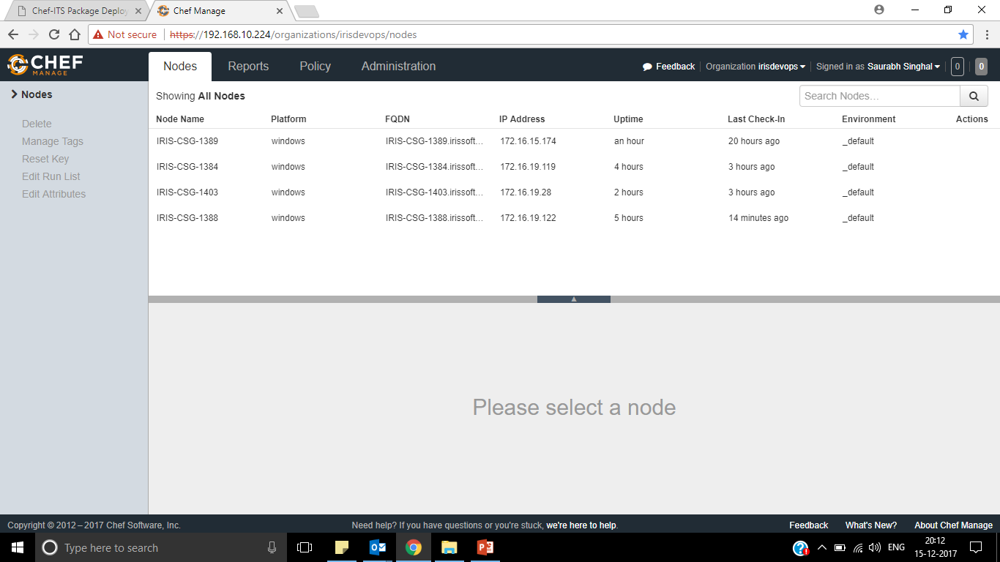 Chef-ITS Package Deploy
Chef Manage
Not secure https://192.168.10.224/organizations/irisdevops/nodes
CHEF
MANAGE
Nodes Reports Policy Administration Feedback Organization irisdevops Signed in as Saurabh Singhal 0 0
Nodes
Delete
Manage Tags
Reset Key
Edit Run List
Edit Attributes
Showing All Nodes Search Nodes...
Node Name Platform FQDN IP Address Uptime Last Check-In Environment Actions
IRIS-CSG-1389 windows IRIS-CSG-1389.irissoft... 172.16.15.174 an hour 20 hours ago _default
IRIS-CSG-1384 windows IRIS-CSG-1384.irissoft... 172.16.19.119 4 hours 3 hours ago _default
IRIS-CSG-1403 windows IRIS-CSG-1403.irissoft... 172.16.19.28 2 hours 3 hours ago _default
IRIS-CSG-1388 windows IRIS-CSG-1388.irissoft... 172.16.19.122 5 hours 14 minutes ago _default
Please select a node
Copyright © 2012 – 2017 Chef Software, Inc. Need help? If you have questions or you're stuck, we're here to help. Feedback What's New? About Chef Manage
Type here to search ENG 20:12
15-12-2017